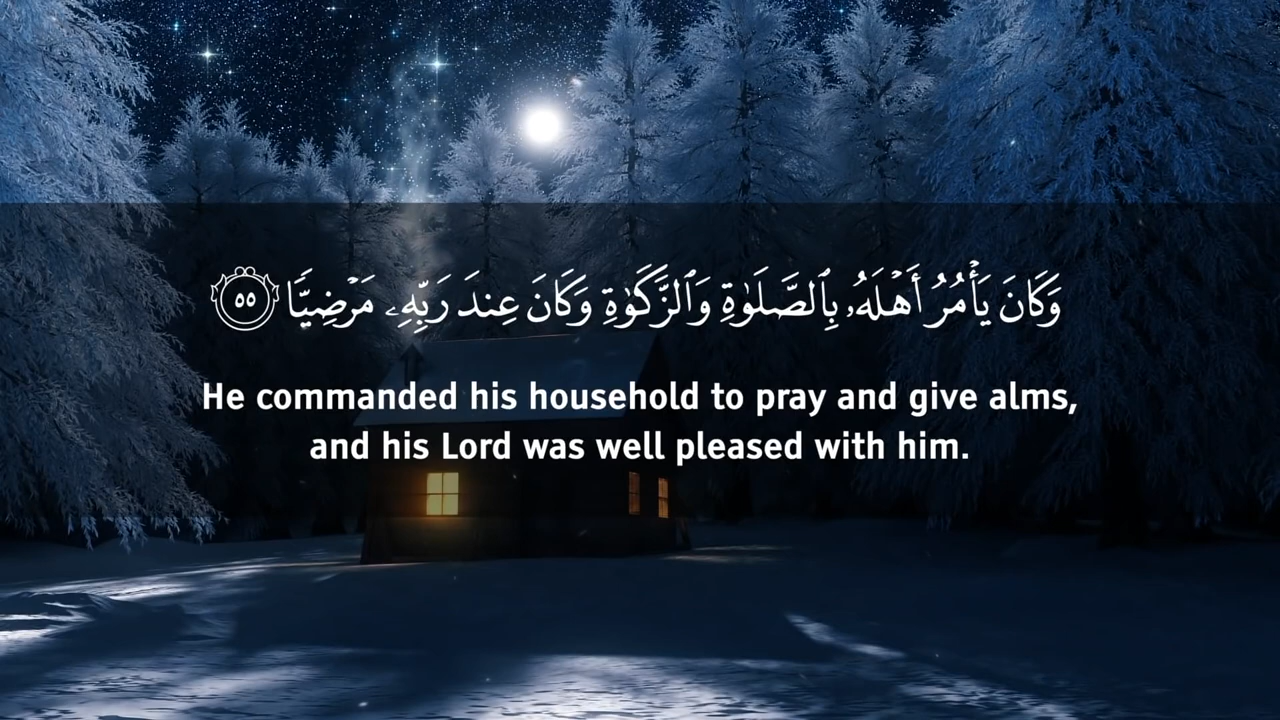 وَكَانَ يَأْمُرُ أَهْلَهُۥ بِٱلصَّلَوٰةِ وَٱلزَّكَوٰةِ وَكَانَ عِندَ رَبِّهِۦ مَرْضِيًّا ٥٥
He commanded his household to pray and give alms,
and his Lord was well pleased with him.